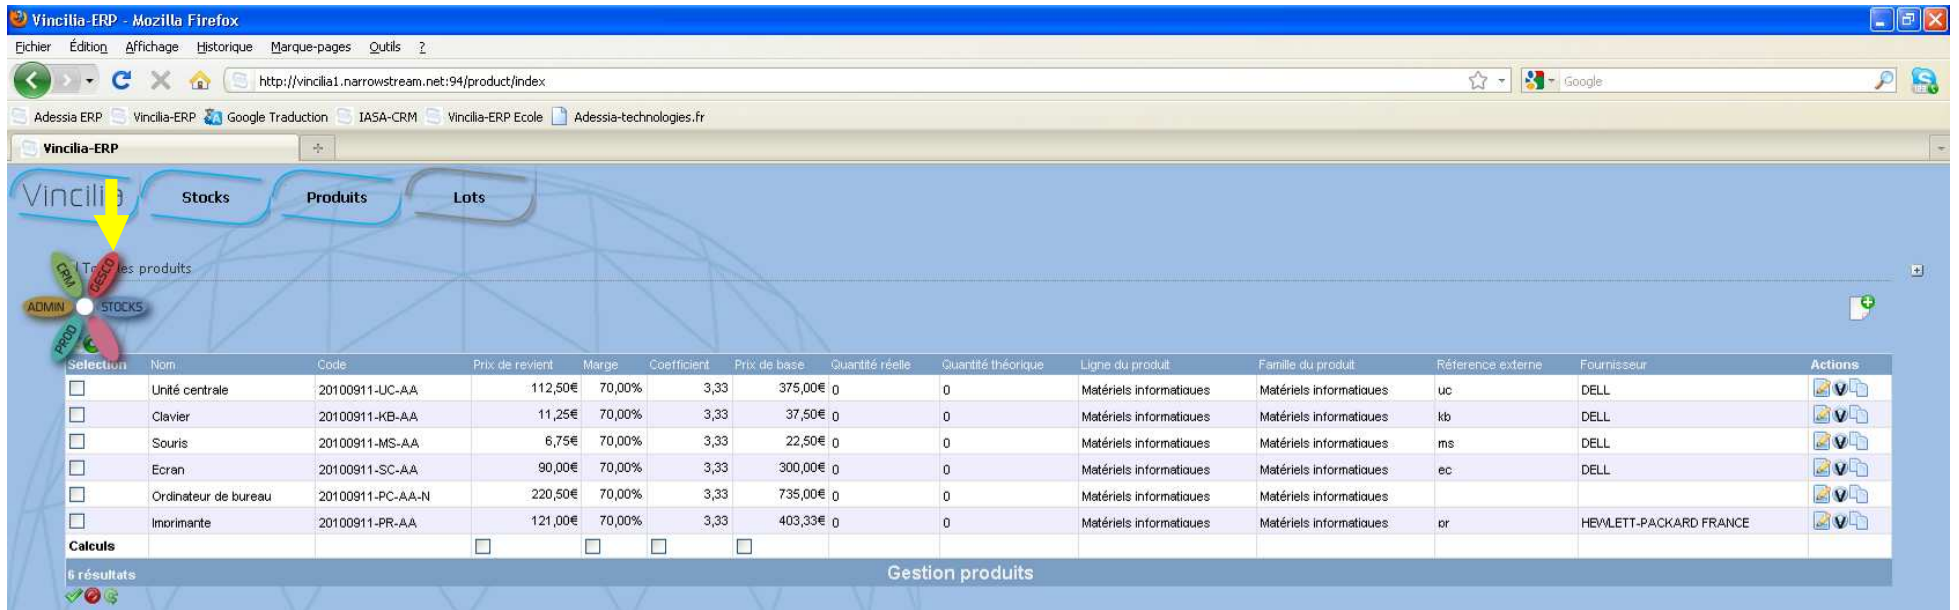 Vincilia-ERP - Mozilla Firefox
Fichier Édition Affichage Historique Marque-pages Outils ?
http://vincilia1.narrowstream.net:94/product/index Google
Adessia ERP Vincilia-ERP Google Traduction IASA-CRM Vincilia-ERP Ecole Adessia-technologies.fr
Vincilia-ERP
Vincilia Stocks Produits Lots
les produits
CRM GESCO
ADMIN STOCKS
PROD
Selection Nom Code Prix de revient Marge Coefficient Prix de base Quantité réelle Quantité théorique Ligne du produit Famille du produit Réference externe Fournisseur Actions
Unité centrale 20100911-UC-AA 112,50€ 70,00% 3,33 375,00€ 0 0 Matériels informatiques Matériels informatiques uc DELL
Clavier 20100911-KB-AA 11,25€ 70,00% 3,33 37,50€ 0 0 Matériels informatiques Matériels informatiques kb DELL
Souris 20100911-MS-AA 6,75€ 70,00% 3,33 22,50€ 0 0 Matériels informatiques Matériels informatiques ms DELL
Ecran 20100911-SC-AA 90,00€ 70,00% 3,33 300,00€ 0 0 Matériels informatiques Matériels informatiques ec DELL
Ordinateur de bureau 20100911-PC-AA-N 220,50€ 70,00% 3,33 735,00€ 0 0 Matériels informatiques Matériels informatiques
Imprimante 20100911-PR-AA 121,00€ 70,00% 3,33 403,33€ 0 0 Matériels informatiques Matériels informatiques pr HEWLETT-PACKARD FRANCE
Calculs
6 résultats Gestion produits